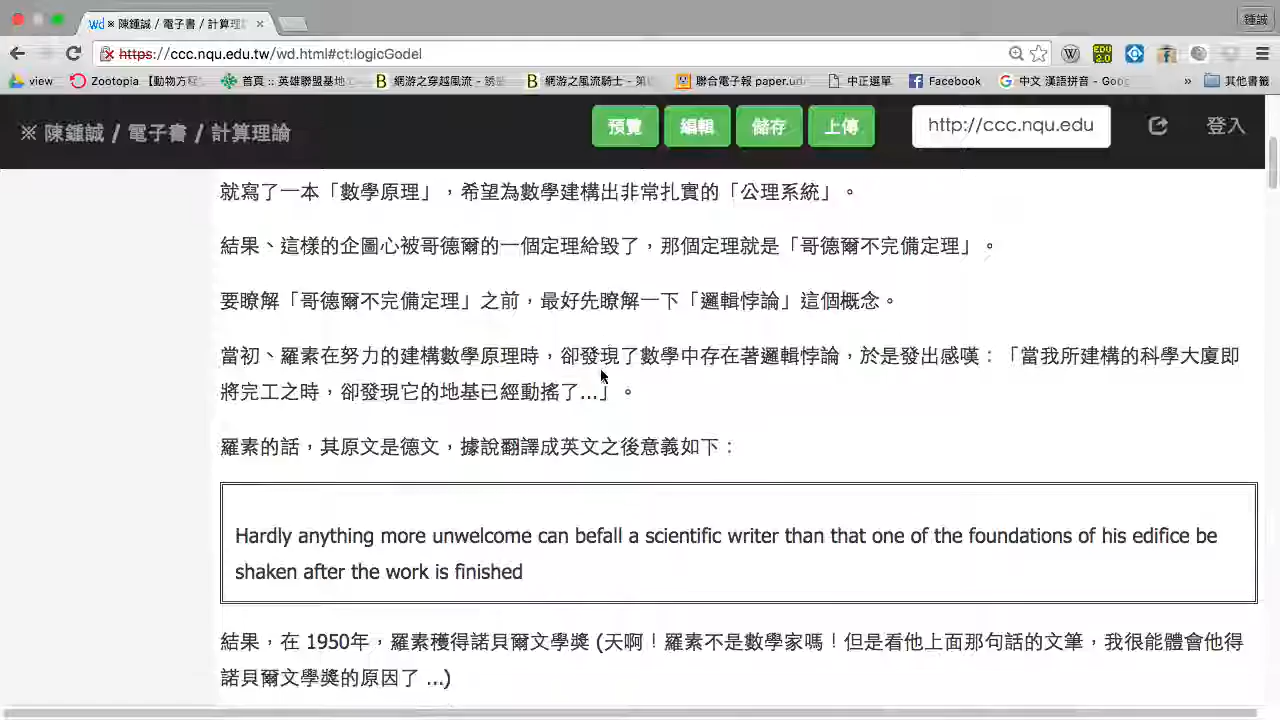 ※ 陳鍾誠 / 電子書 / 計算理
鍾誠
https://ccc.nqu.edu.tw/wd.html#ct:logicGodel
view
Zootopia 【動物方程
首頁 :: 英雄聯盟基地
網游之穿越風流
網游之風流騎士
聯合電子報 paper.ud
中正選單
Facebook
中文 漢語拼音 - Goo
»
其他書籤
※ 陳鍾誠 / 電子書 / 計算理論
預覽
編輯
儲存
上傳
http://ccc.nqu.edu
登入
就寫了一本「數學原理」，希望為數學建構出非常扎實的「公理系統」。
結果、這樣的企圖心被哥德爾的一個定理給毀了，那個定理就是「哥德爾不完備定理」。
要瞭解「哥德爾不完備定理」之前，最好先瞭解一下「邏輯悖論」這個概念。
當初、羅素在努力的建構數學原理時，卻發現了數學中存在著邏輯悖論，於是發出感嘆：「當我所建構的科學大廈即
將完工之時，卻發現它的地基已經動搖了...」。
羅素的話，其原文是德文，據說翻譯成英文之後意義如下：
Hardly anything more unwelcome can befall a scientific writer than that one of the foundations of his edifice be
shaken after the work is finished
結果，在 1950年，羅素穫得諾貝爾文學獎 (天啊！羅素不是數學家嗎！但是看他上面那句話的文筆，我很能體會他得
諾貝爾文學獎的原因了 ...)